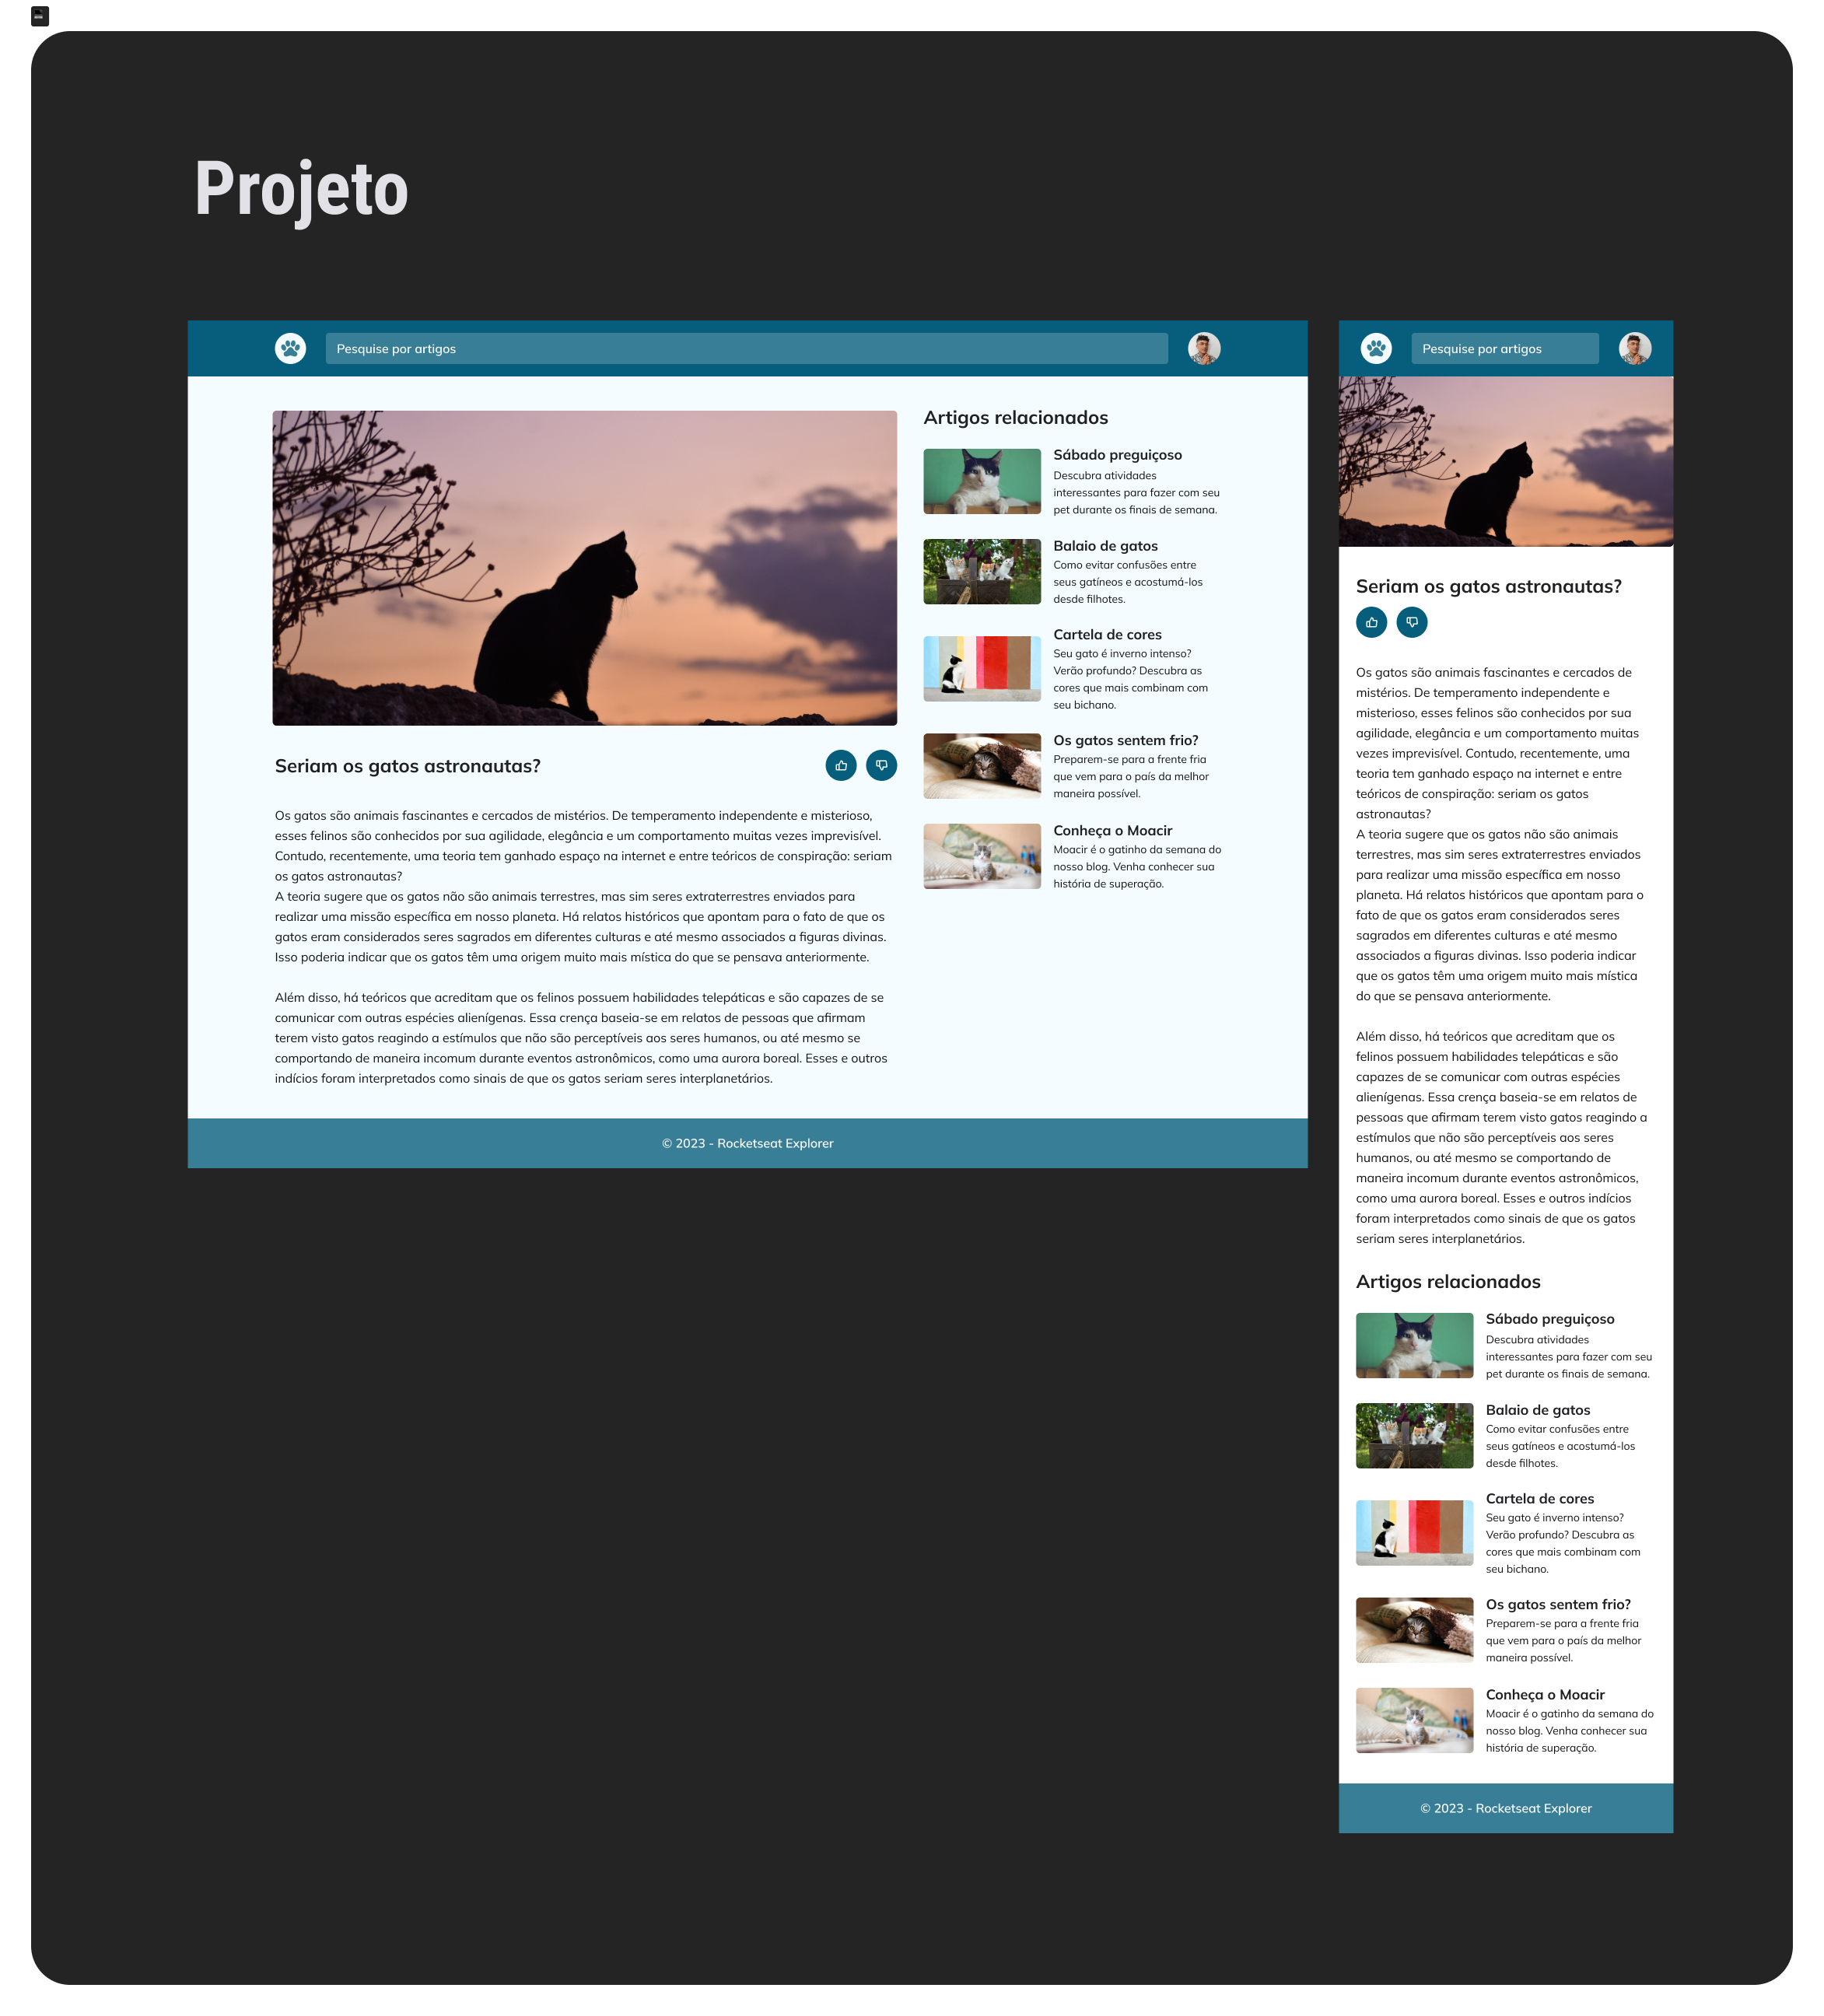 Projeto
Pesquise por artigos
Seriam os gatos astronautas?
Os gatos são animais fascinantes e cercados de mistérios. De temperamento independente e misterioso,
esses felinos são conhecidos por sua agilidade, elegância e um comportamento muitas vezes imprevisível.
Contudo, recentemente, uma teoria tem ganhado espaço na internet e entre teóricos de conspiração: seriam
os gatos astronautas?
A teoria sugere que os gatos não são animais terrestres, mas sim seres extraterrestres enviados para
realizar uma missão específica em nosso planeta. Há relatos históricos que apontam para o fato de que os
gatos eram considerados seres sagrados em diferentes culturas e até mesmo associados a figuras divinas.
Isso poderia indicar que os gatos têm uma origem muito mais mística do que se pensava anteriormente.
Além disso, há teóricos que acreditam que os felinos possuem habilidades telepáticas e são capazes de se
comunicar com outras espécies alienígenas. Essa crença baseia-se em relatos de pessoas que afirmam
terem visto gatos reagindo a estímulos que não são perceptíveis aos seres humanos, ou até mesmo se
comportando de maneira incomum durante eventos astronômicos, como uma aurora boreal. Esses e outros
indícios foram interpretados como sinais de que os gatos seriam seres interplanetários.
Artigos relacionados
Sábado preguiçoso
Descubra atividades
interessantes para fazer com seu
pet durante os finais de semana.
Balaio de gatos
Como evitar confusões entre
seus gatíneos e acostumá-los
desde filhotes.
Cartela de cores
Seu gato é inverno intenso?
Verão profundo? Descubra as
cores que mais combinam com
seu bichano.
Os gatos sentem frio?
Preparem-se para a frente fria
que vem para o país da melhor
maneira possível.
Conheça o Moacir
Moacir é o gatinho da semana do
nosso blog. Venha conhecer sua
história de superação.
© 2023 - Rocketseat Explorer
Pesquise por artigos
Seriam os gatos astronautas?
Os gatos são animais fascinantes e cercados de
mistérios. De temperamento independente e
misterioso, esses felinos são conhecidos por sua
agilidade, elegância e um comportamento muitas
vezes imprevisível. Contudo, recentemente, uma
teoria tem ganhado espaço na internet e entre
teóricos de conspiração: seriam os gatos
astronautas?
A teoria sugere que os gatos não são animais
terrestres, mas sim seres extraterrestres enviados
para realizar uma missão específica em nosso
planeta. Há relatos históricos que apontam para o
fato de que os gatos eram considerados seres
sagrados em diferentes culturas e até mesmo
associados a figuras divinas. Isso poderia indicar
que os gatos têm uma origem muito mais mística
do que se pensava anteriormente.
Além disso, há teóricos que acreditam que os
felinos possuem habilidades telepáticas e são
capazes de se comunicar com outras espécies
alienígenas. Essa crença baseia-se em relatos de
pessoas que afirmam terem visto gatos reagindo a
estímulos que não são perceptíveis aos seres
humanos, ou até mesmo se comportando de
maneira incomum durante eventos astronômicos,
como uma aurora boreal. Esses e outros indícios
foram interpretados como sinais de que os gatos
seriam seres interplanetários.
Artigos relacionados
Sábado preguiçoso
Descubra atividades
interessantes para fazer com seu
pet durante os finais de semana.
Balaio de gatos
Como evitar confusões entre
seus gatíneos e acostumá-los
desde filhotes.
Cartela de cores
Seu gato é inverno intenso?
Verão profundo? Descubra as
cores que mais combinam com
seu bichano.
Os gatos sentem frio?
Preparem-se para a frente fria
que vem para o país da melhor
maneira possível.
Conheça o Moacir
Moacir é o gatinho da semana do
nosso blog. Venha conhecer sua
história de superação.
© 2023 - Rocketseat Explorer